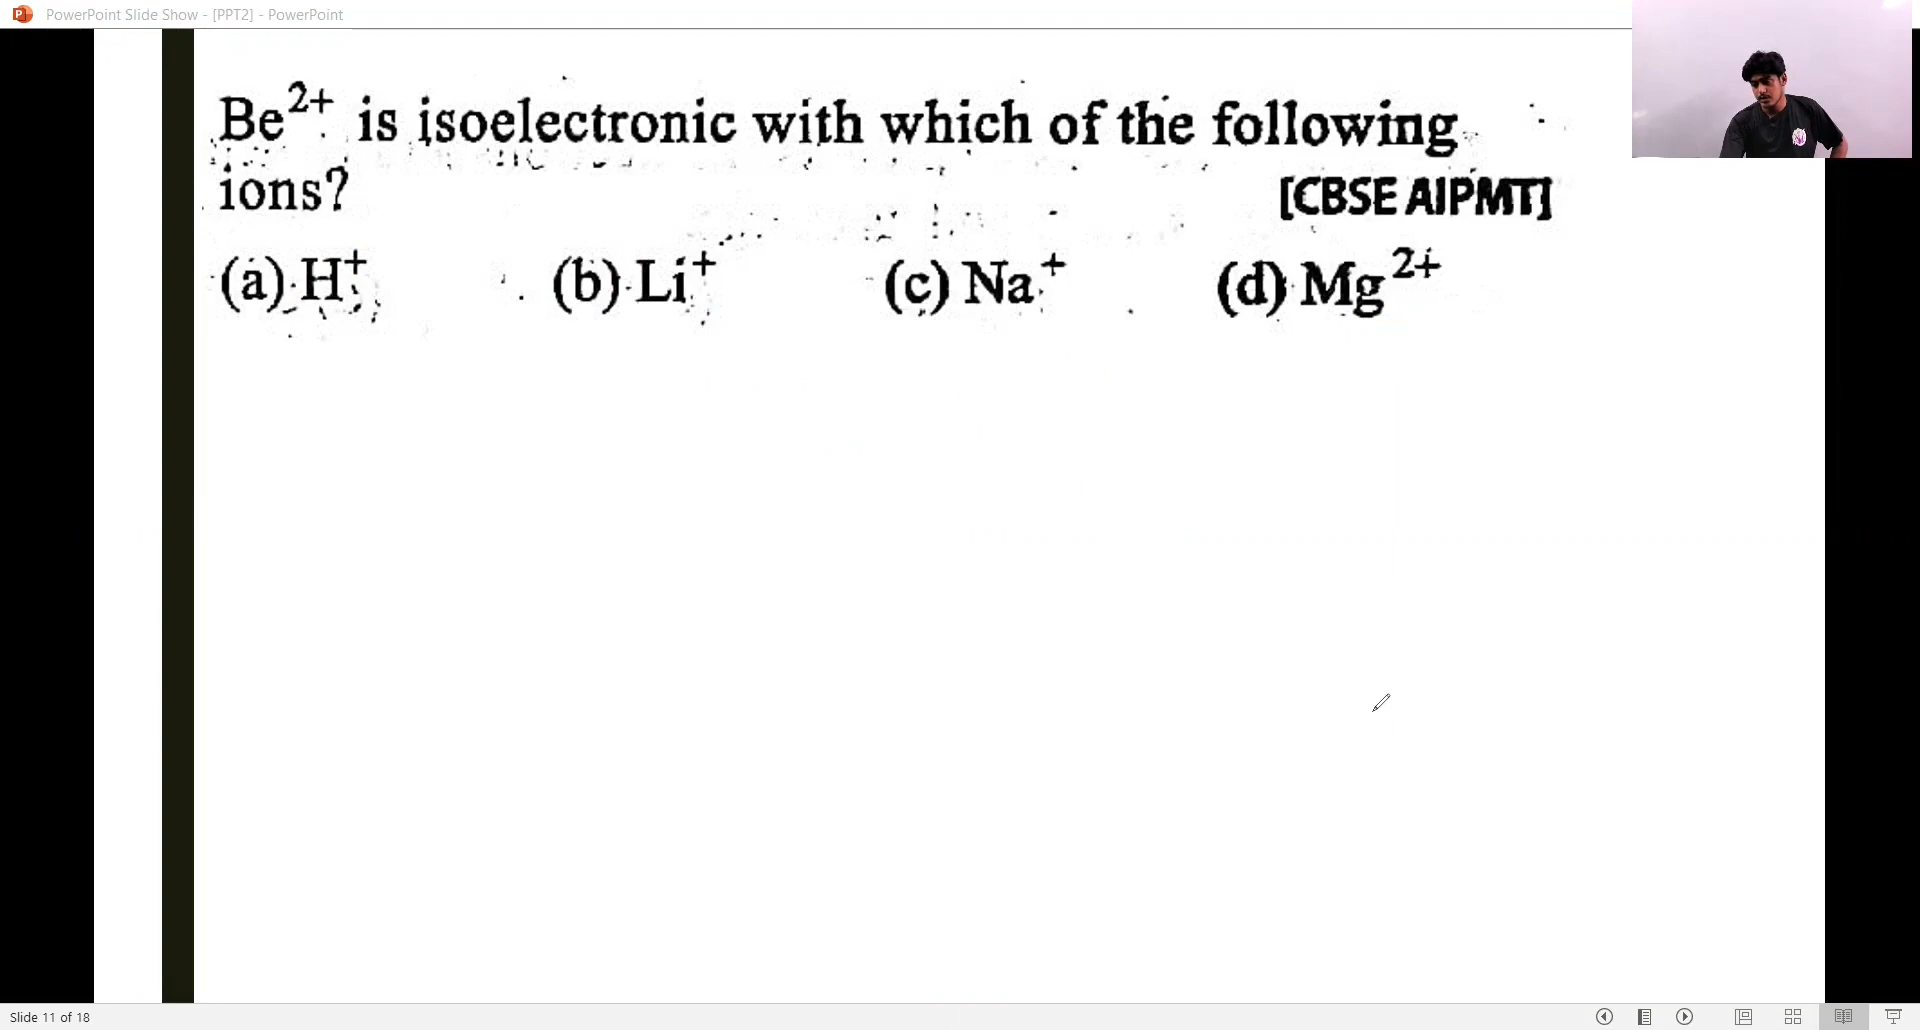 PowerPoint Slide Show - [PPT2] - PowerPoint
Be²⁺ is isoelectronic with which of the following
ions? [CBSE AIPMT]
(a) H⁺ (b) Li⁺ (c) Na⁺ (d) Mg²⁺
Slide 11 of 18